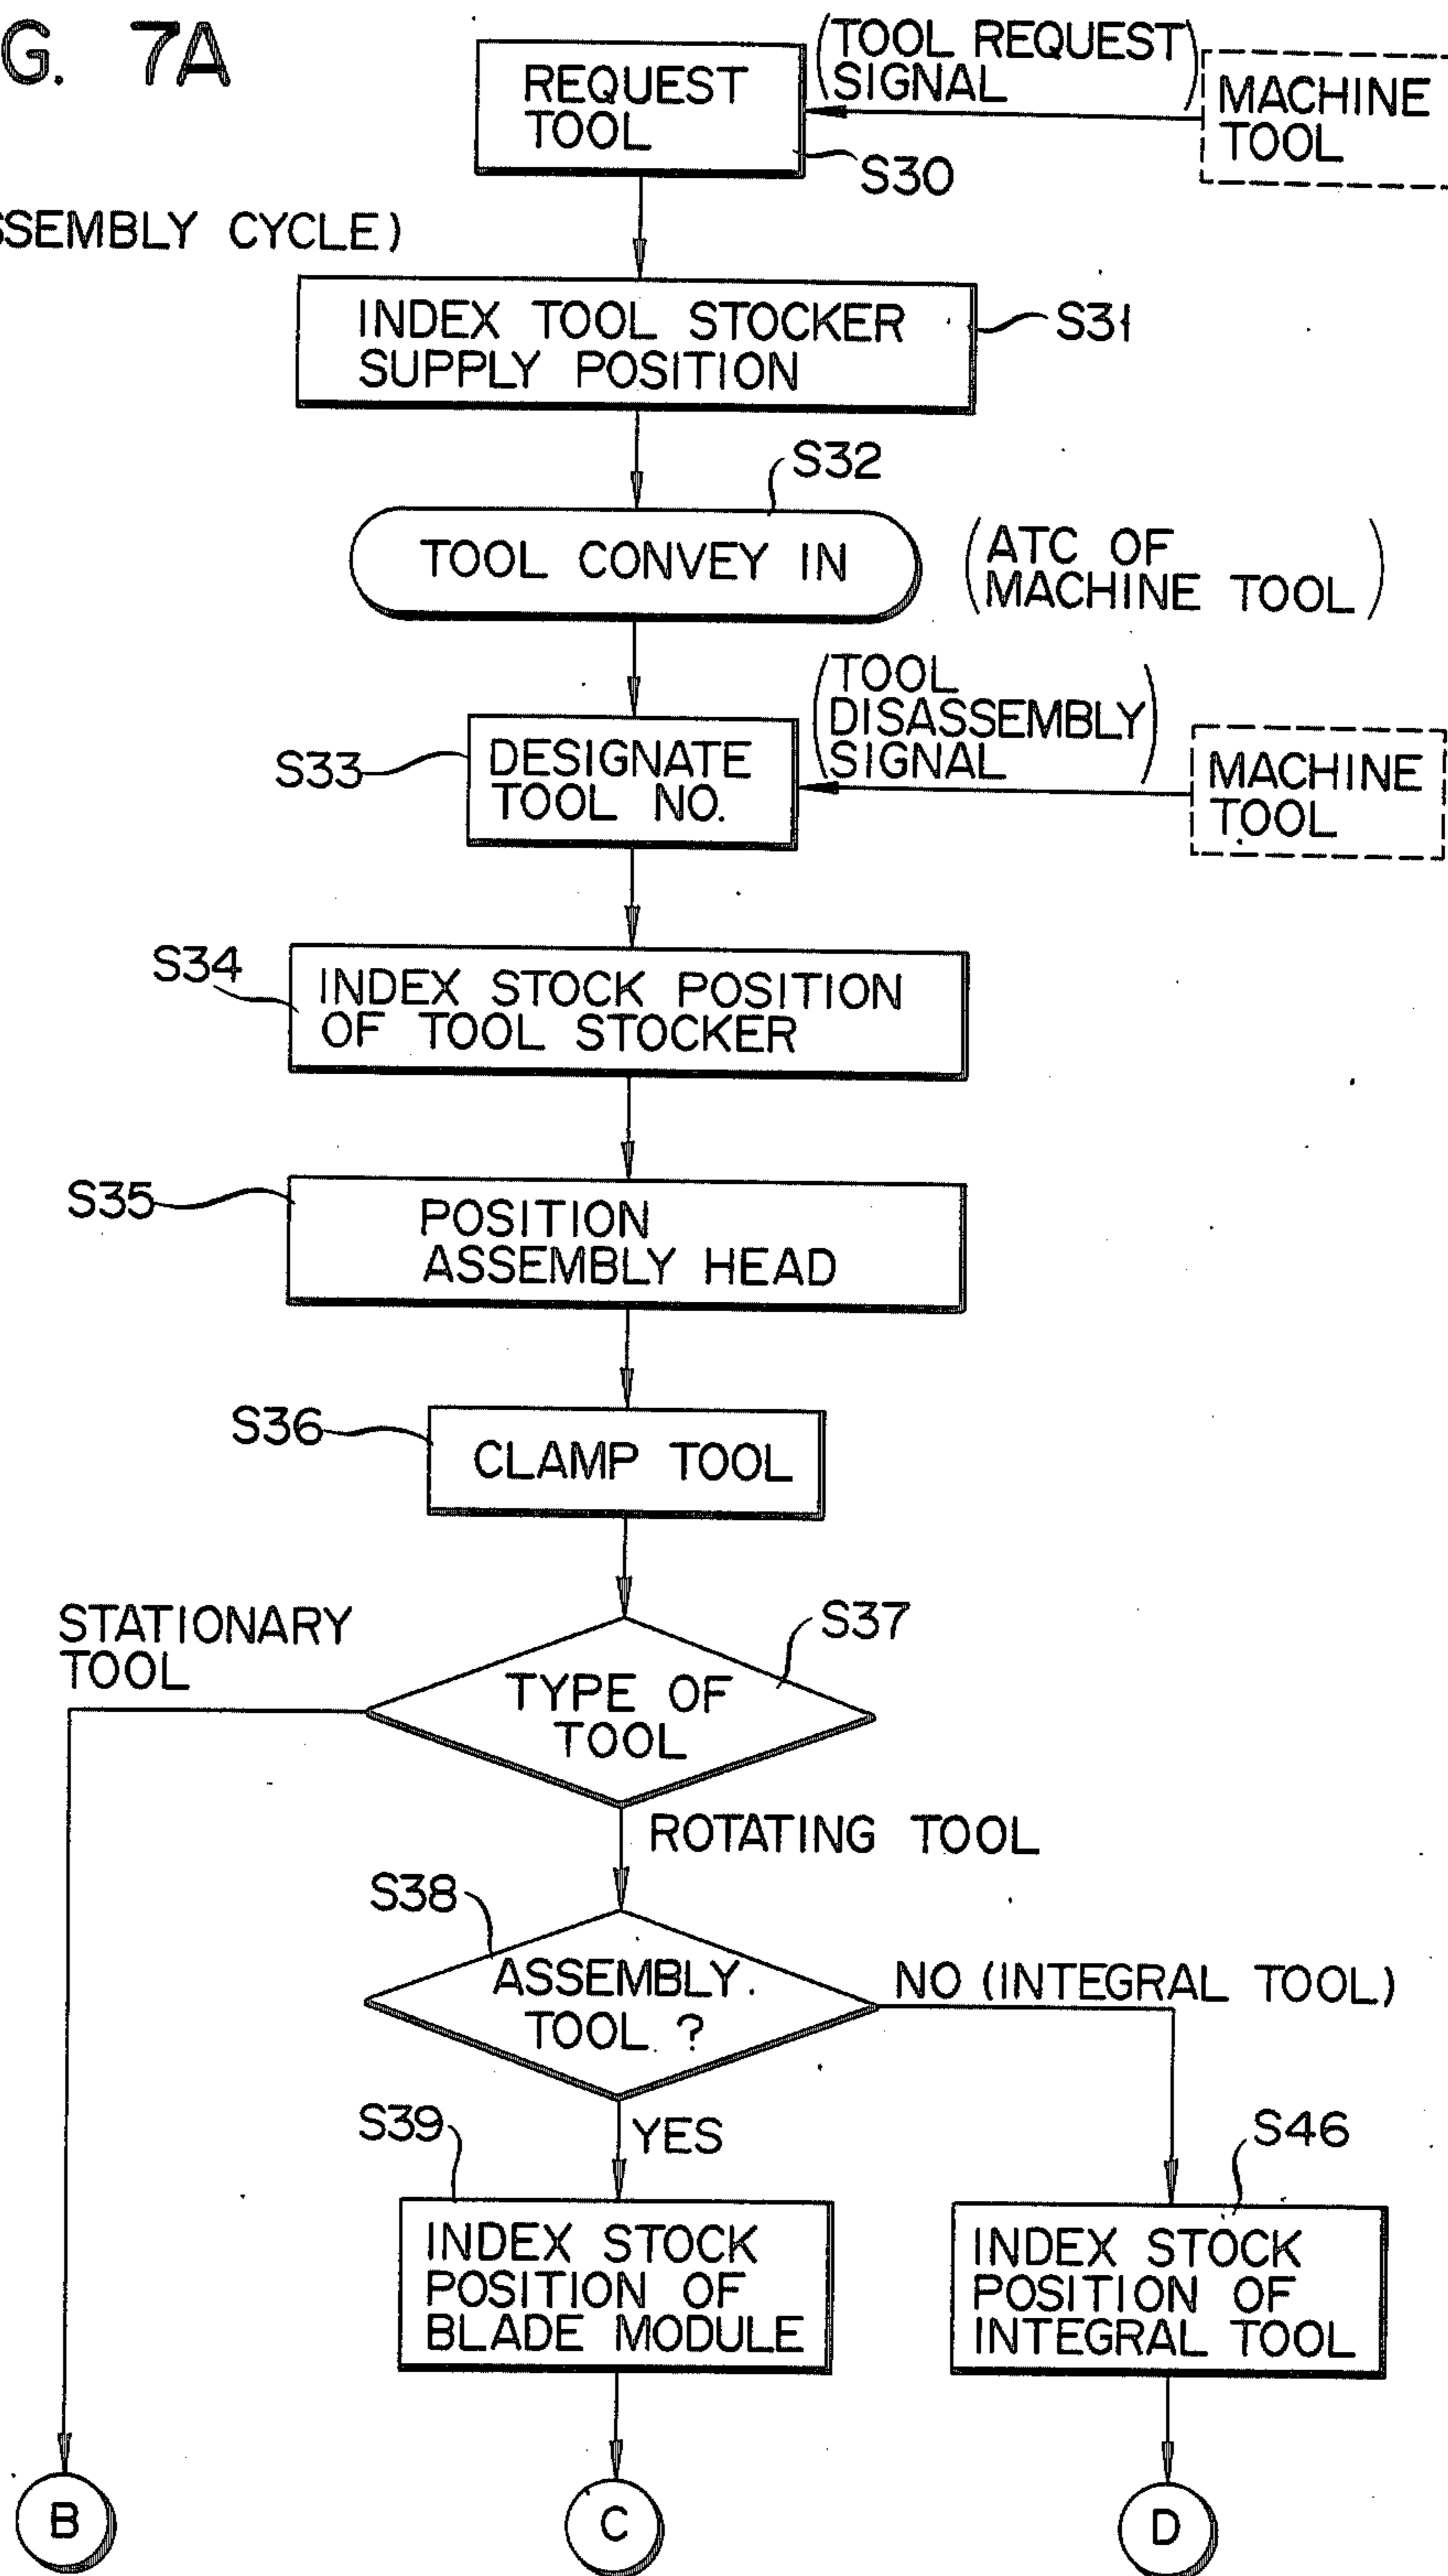 G. 7A
REQUEST
TOOL
(TOOL REQUEST
SIGNAL)
MACHINE
TOOL
S30
SSEMBLY CYCLE)
INDEX TOOL STOCKER
SUPPLY POSITION
S31
S32
TOOL CONVEY IN
(ATC OF
MACHINE TOOL)
(TOOL
DISASSEMBLY
SIGNAL)
MACHINE
TOOL
S33
DESIGNATE
TOOL NO.
S34
INDEX STOCK POSITION
OF TOOL STOCKER
S35
POSITION
ASSEMBLY HEAD
S36
CLAMP TOOL
STATIONARY
TOOL
S37
TYPE OF
TOOL
ROTATING TOOL
S38
ASSEMBLY
TOOL ?
NO (INTEGRAL TOOL)
S39
YES
S46
INDEX STOCK
POSITION OF
BLADE MODULE
INDEX STOCK
POSITION OF
INTEGRAL TOOL
B
C
D